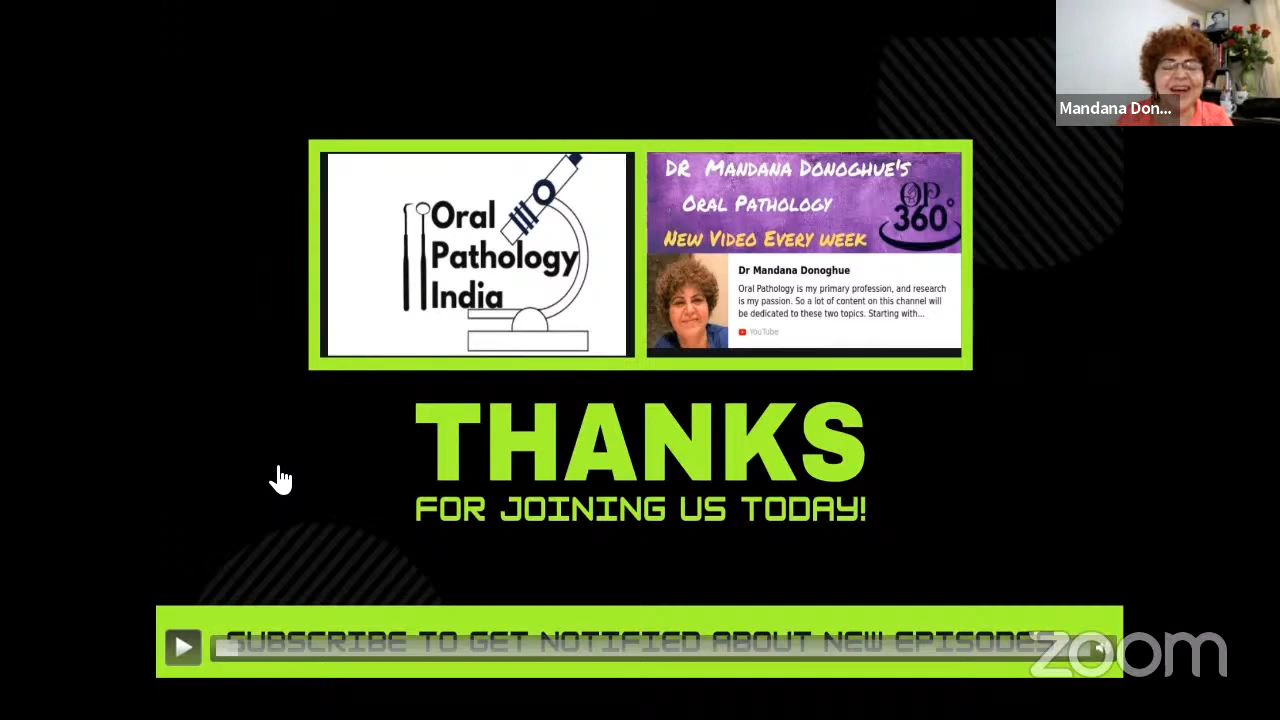 Mandana Don...
Oral
Pathology
India
DR MANDANA DONOGHUE'S
ORAL PATHOLOGY
NEW VIDEO EVERY WEEK
OP
360°
Dr Mandana Donoghue
Oral Pathology is my primary profession, and research
is my passion. So a lot of content on this channel will
be dedicated to these two topics. Starting with...
YouTube
THANKS
FOR JOINING US TODAY!
SUBSCRIBE TO GET NOTIFIED ABOUT NEW EPISODES
zoom